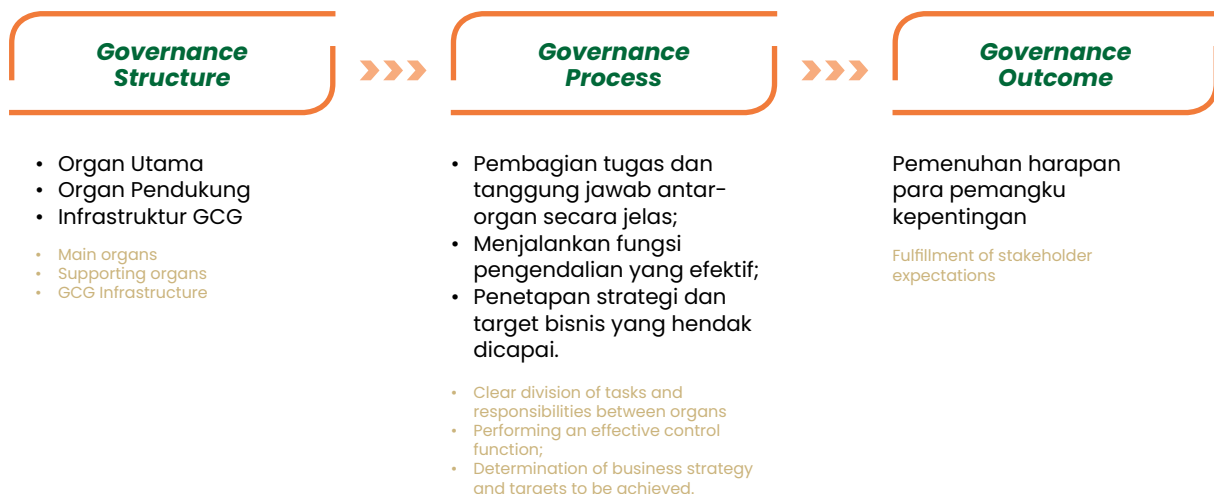 Governance
Structure
• Organ Utama
• Organ Pendukung
• Infrastruktur GCG
• Main organs
• Supporting organs
• GCG Infrastructure
Governance
Process
• Pembagian tugas dan
tanggung jawab antar-
organ secara jelas;
• Menjalankan fungsi
pengendalian yang efektif;
• Penetapan strategi dan
target bisnis yang hendak
dicapai.
• Clear division of tasks and
responsibilities between organs
• Performing an effective control
function;
• Determination of business strategy
and targets to be achieved.
Governance
Outcome
Pemenuhan harapan
para pemangku
kepentingan
Fulfillment of stakeholder
expectations